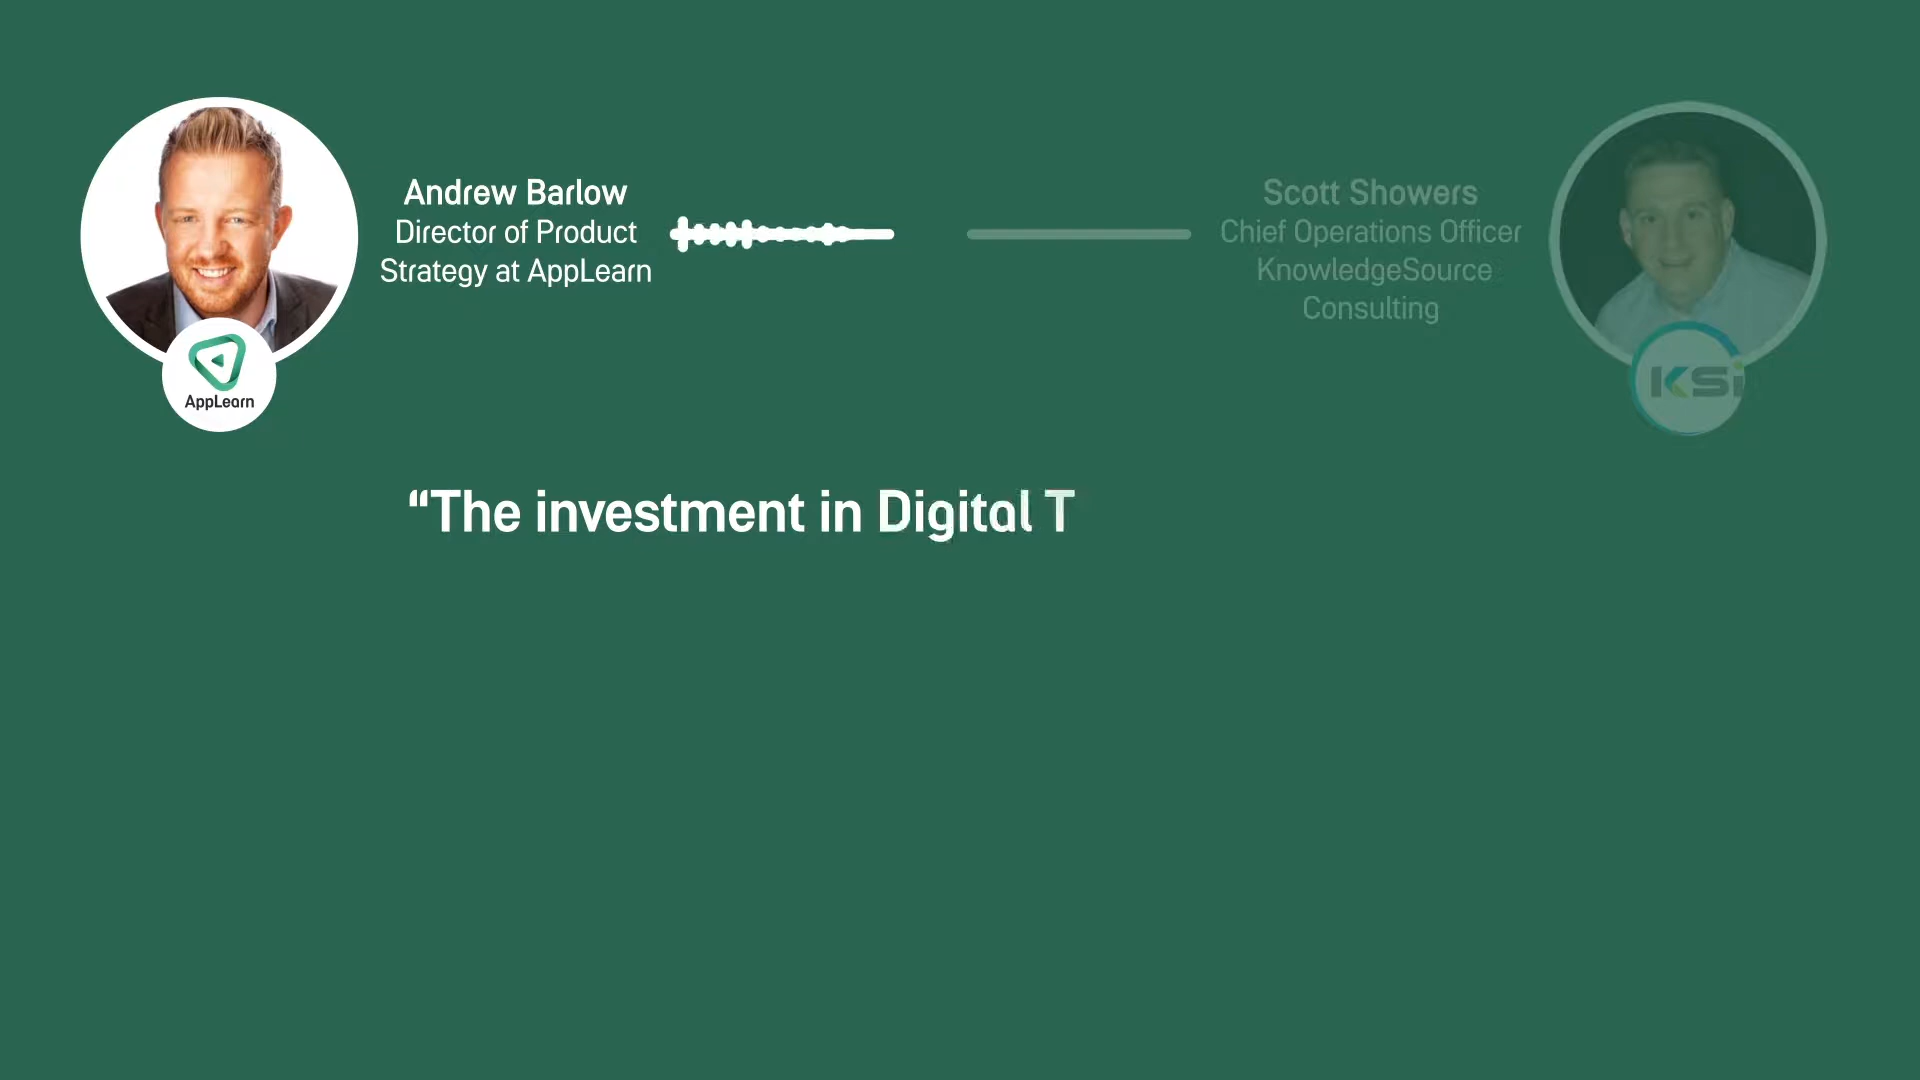 Andrew Barlow
Director of Product
Strategy at AppLearn
AppLearn
Scott Showers
Chief Operations Officer
KnowledgeSource
Consulting
KSi
“The investment in Digital T